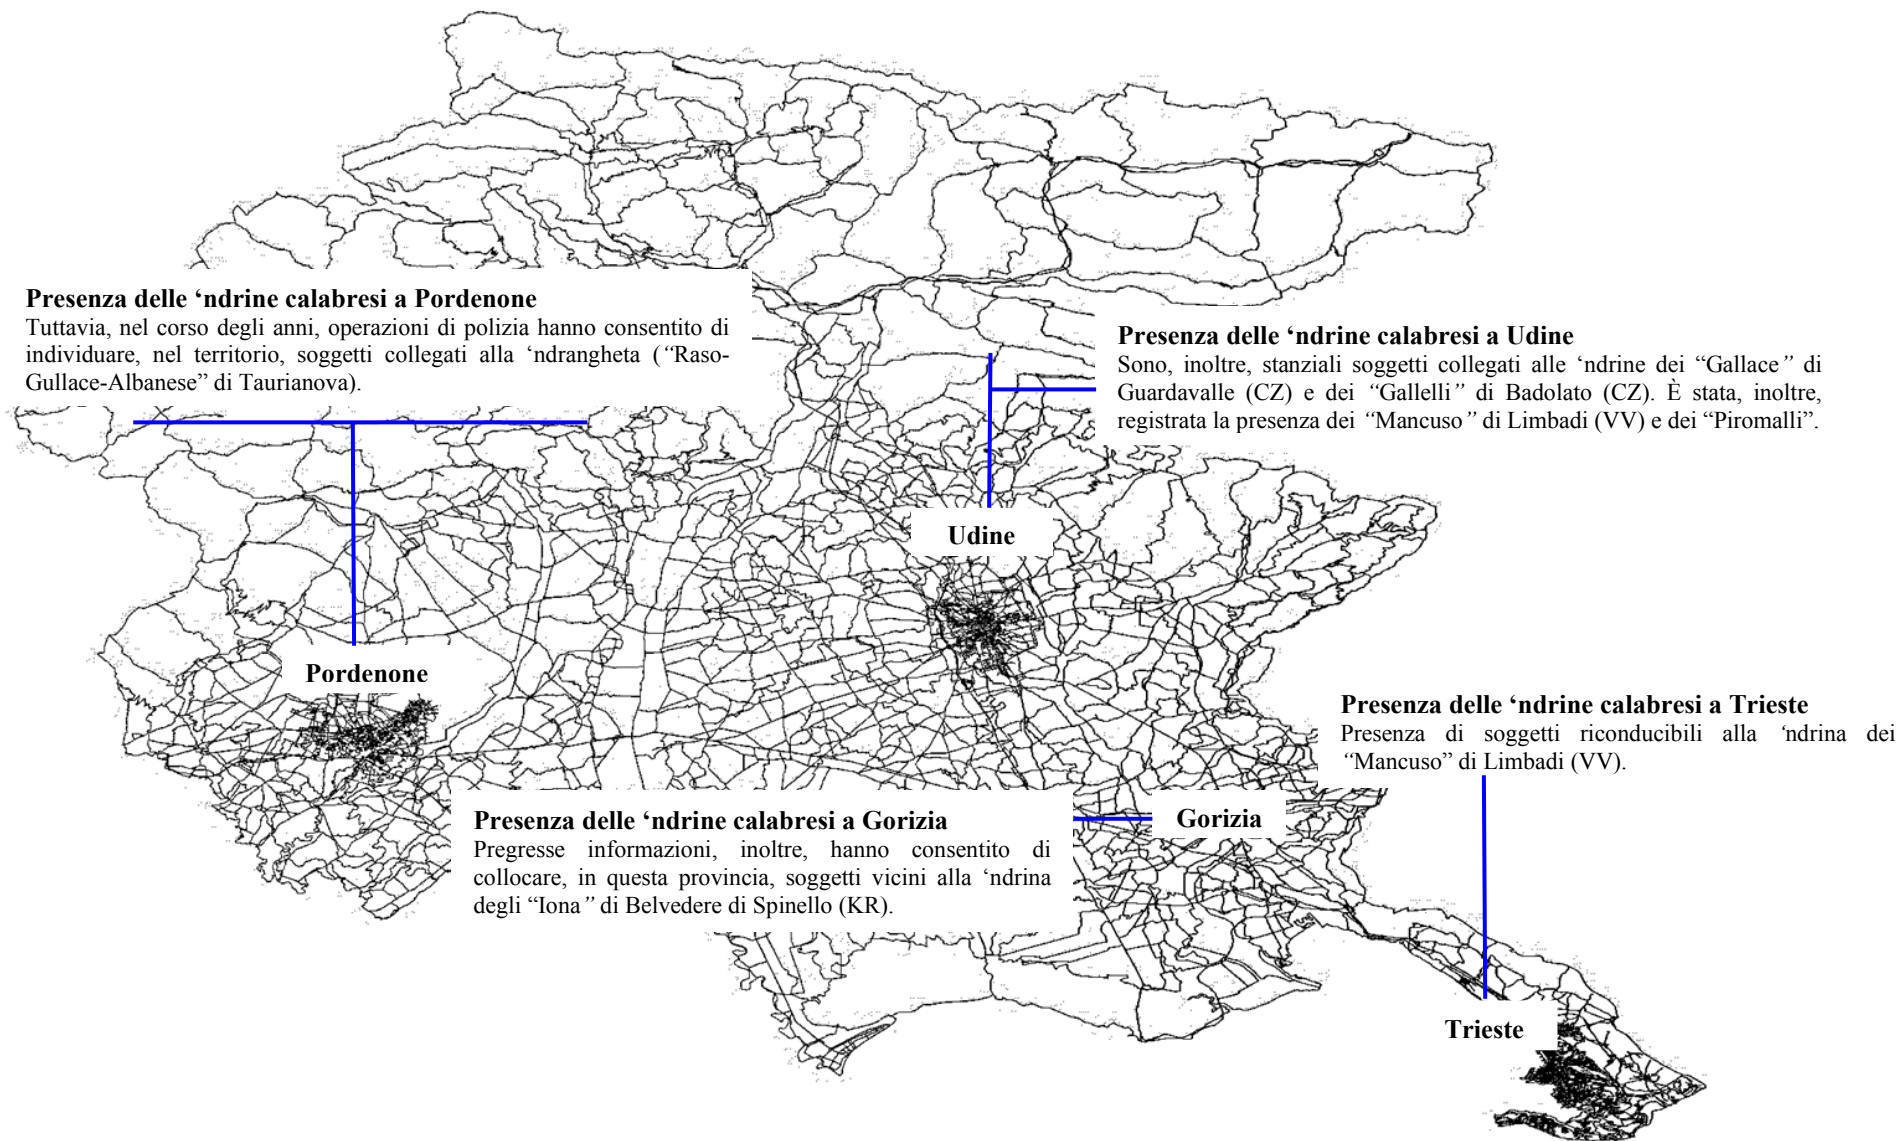 Presenza delle ‘ndrine calabresi a Pordenone
Tuttavia, nel corso degli anni, operazioni di polizia hanno consentito di
individuare, nel territorio, soggetti collegati alla ‘ndrangheta (“Raso-
Gullace-Albanese” di Taurianova).
Presenza delle ‘ndrine calabresi a Udine
Sono, inoltre, stanziali soggetti collegati alle ‘ndrine dei “Gallace” di
Guardavalle (CZ) e dei “Gallelli” di Badolato (CZ). È stata, inoltre,
registrata la presenza dei “Mancuso” di Limbadi (VV) e dei “Piromalli”.
Udine
Pordenone
Presenza delle ‘ndrine calabresi a Trieste
Presenza di soggetti riconducibili alla ‘ndrina dei
“Mancuso” di Limbadi (VV).
Presenza delle ‘ndrine calabresi a Gorizia
Pregresse informazioni, inoltre, hanno consentito di
collocare, in questa provincia, soggetti vicini alla ‘ndrina
degli “Iona” di Belvedere di Spinello (KR).
Gorizia
Trieste